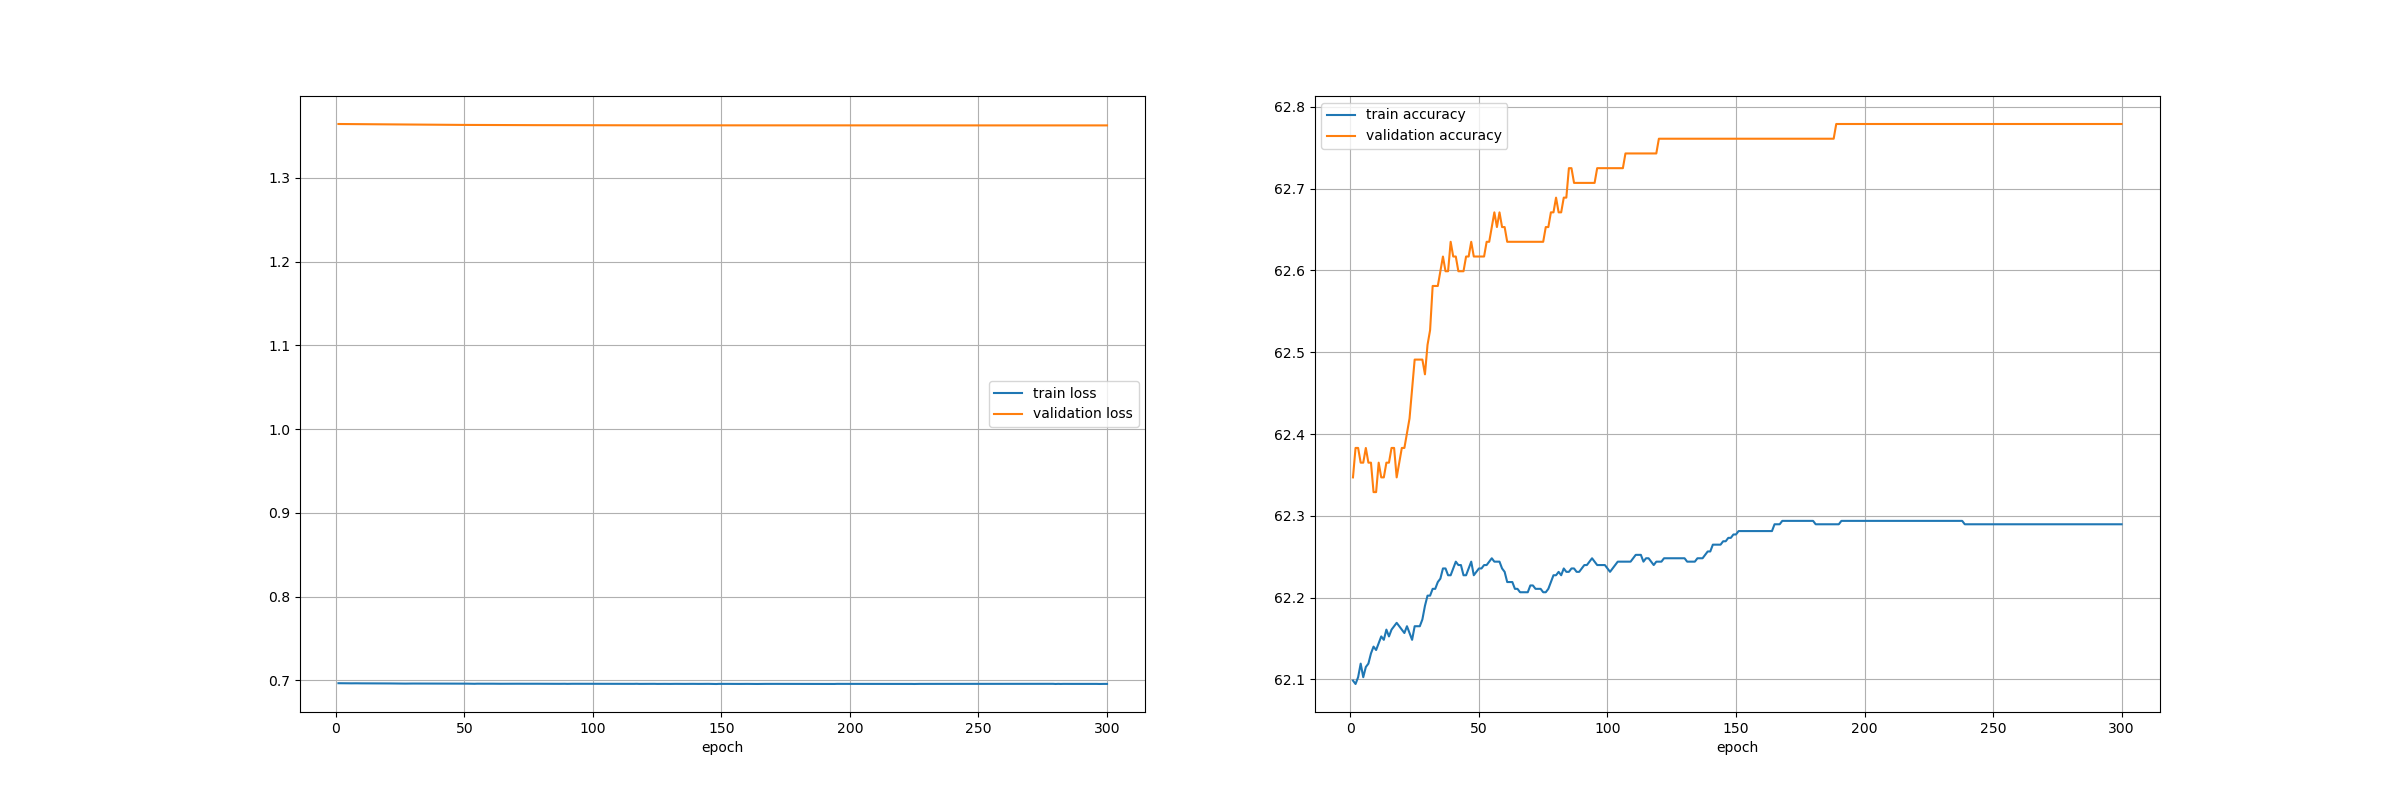 1.3
1.2
1.1
1.0
0.9
0.8
0.7
0 50 100 150 200 250 300
epoch
train loss
validation loss
62.8
62.7
62.6
62.5
62.4
62.3
62.2
62.1
0 50 100 150 200 250 300
epoch
train accuracy
validation accuracy